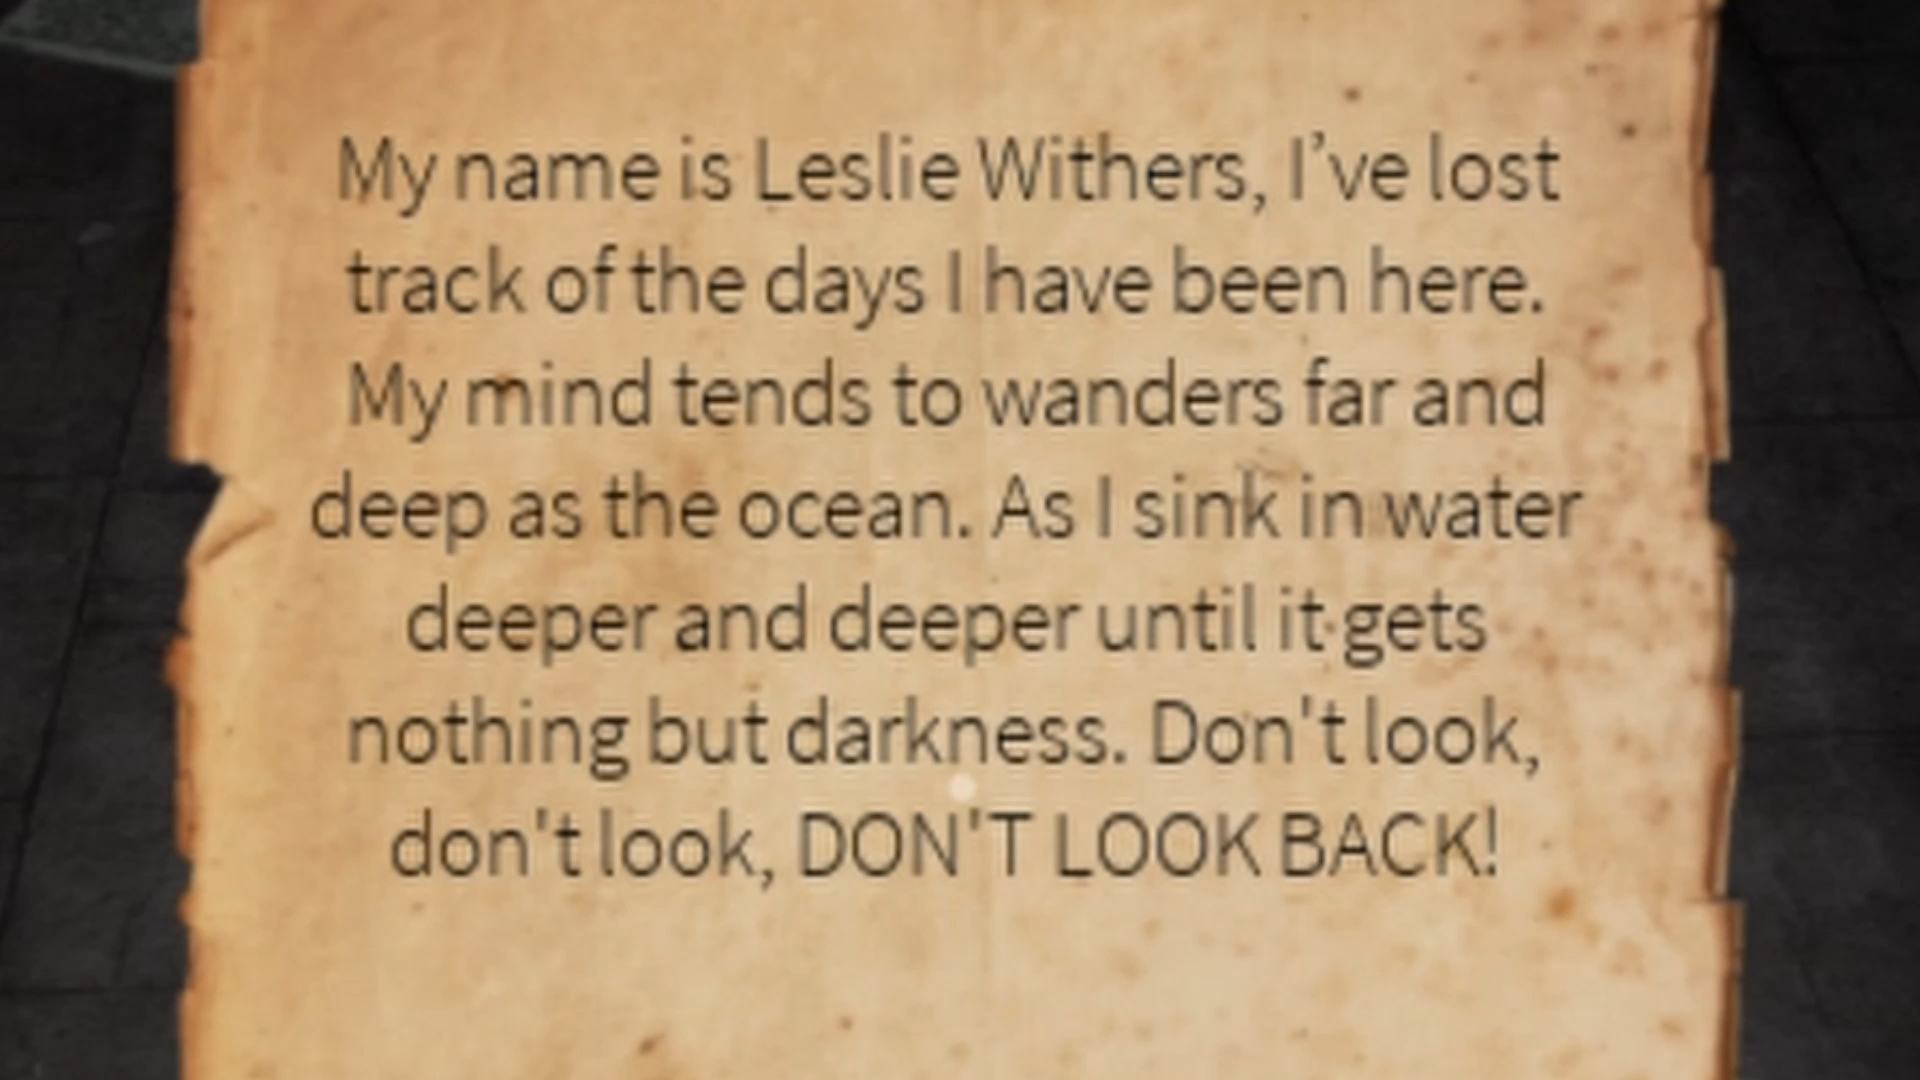 My name is Leslie Withers, I’ve lost
track of the days I have been here.
My mind tends to wanders far and
deep as the ocean. As I sink in water
deeper and deeper until it gets
nothing but darkness. Don't look,
don't look, DON'T LOOK BACK!